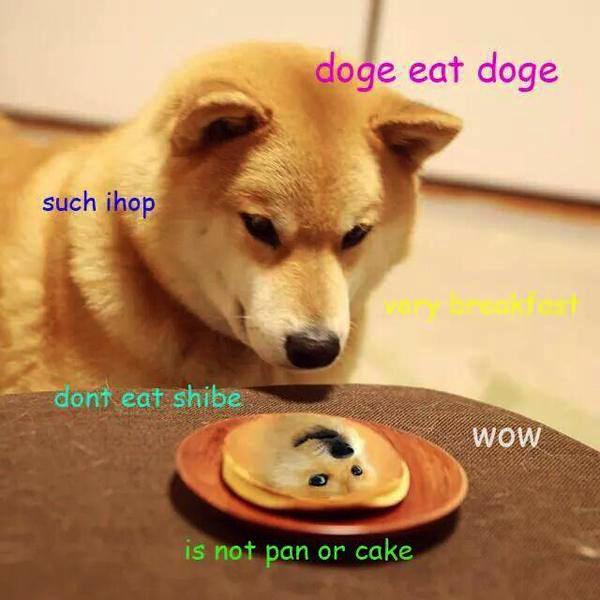 doge eat doge
such ihop
very breakfast
dont eat shibe
wow
is not pan or cake